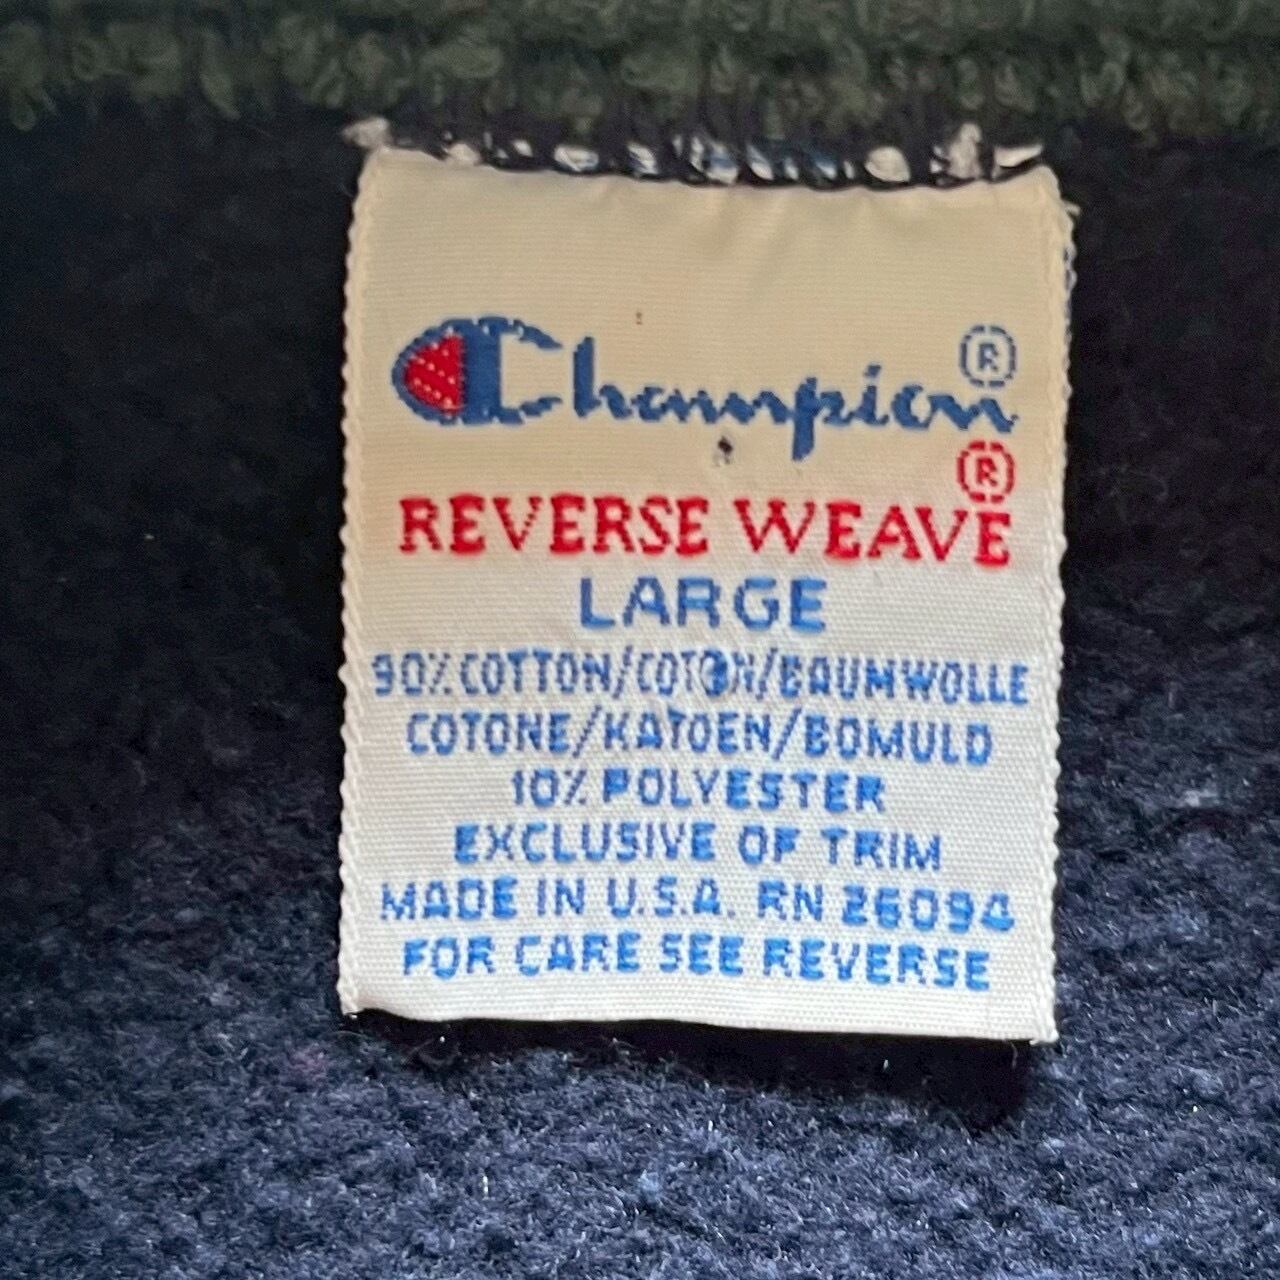 Champion®
REVERSE WEAVE®
LARGE
90% COTTON/COTON/BAUMWOLLE
COTONE/KATOEN/BOMULD
10% POLYESTER
EXCLUSIVE OF TRIM
MADE IN U.S.A. RN 26094
FOR CARE SEE REVERSE